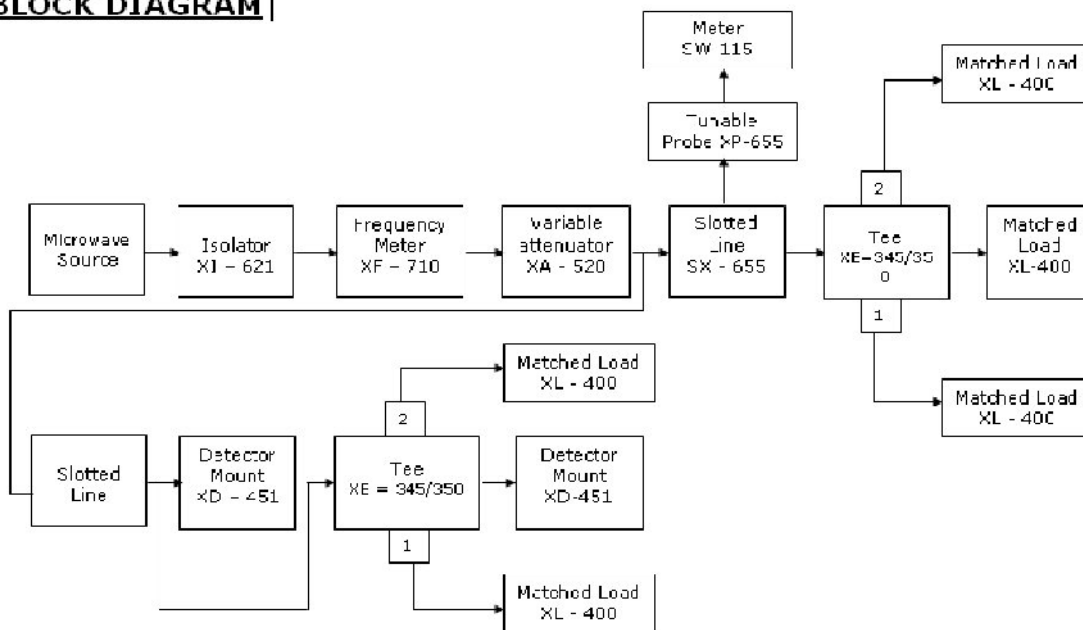 BLOCK DIAGRAM
Meter
SW 115
Tunable
Probe XP-655
Matched Load
XL - 400
2
Microwave
Source
Isolator
XI - 621
Frequency
Meter
XF - 710
Variable
attenuator
XA - 520
Slotted
Line
SX - 655
Tee
XE-345/35
0
Matched
Load
XL-400
1
Matched Load
XL - 400
Matched Load
XL - 400
2
Slotted
Line
Detector
Mount
XD - 451
Tee
XE = 345/350
Detector
Mount
XD-451
1
Matched Load
XL - 400